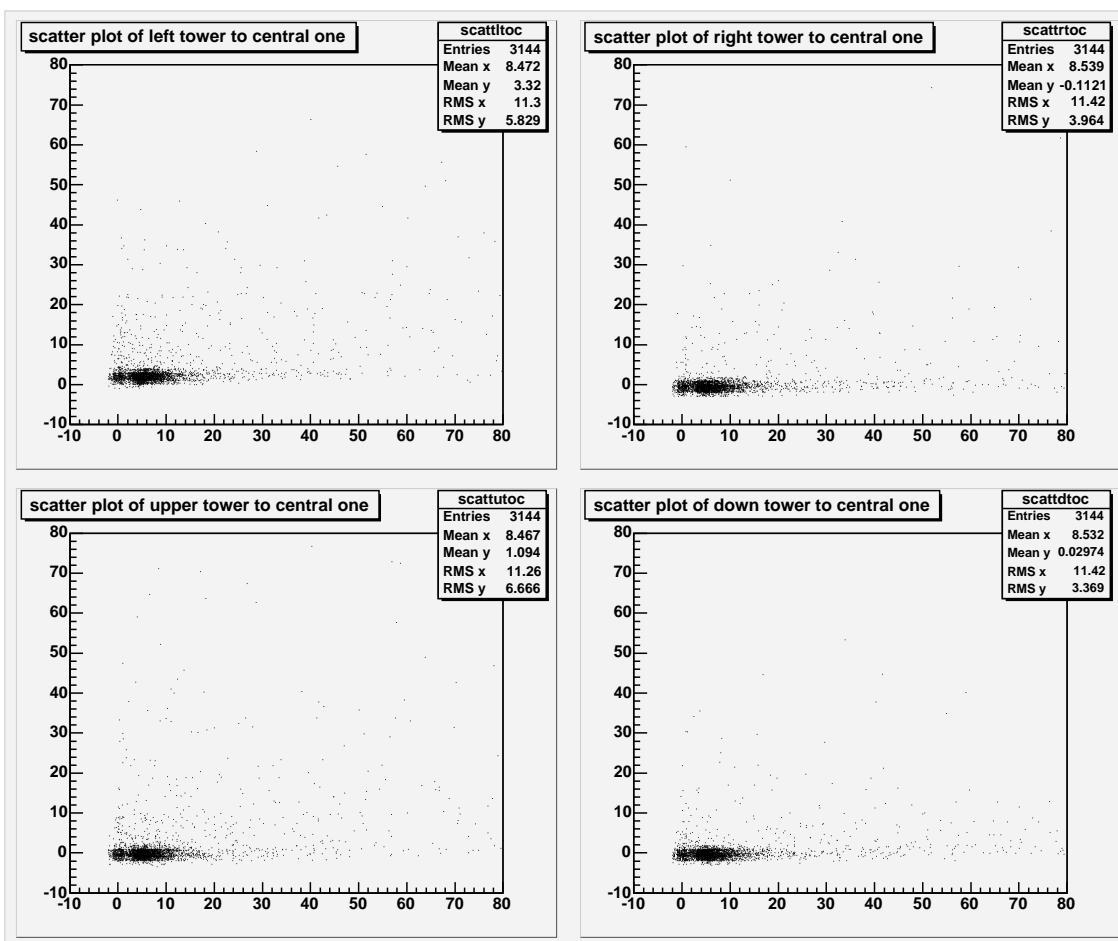 scatter plot of left tower to central one
scattltoc
Entries 3144
Mean x 8.472
Mean y 3.32
RMS x 11.3
RMS y 5.829
80
70
60
50
40
30
20
10
0
-10
-10 0 10 20 30 40 50 60 70 80
scatter plot of right tower to central one
scattrtoc
Entries 3144
Mean x 8.539
Mean y -0.1121
RMS x 11.42
RMS y 3.964
80
70
60
50
40
30
20
10
0
-10
-10 0 10 20 30 40 50 60 70 80
scatter plot of upper tower to central one
scattutoc
Entries 3144
Mean x 8.467
Mean y 1.094
RMS x 11.26
RMS y 6.666
80
70
60
50
40
30
20
10
0
-10
-10 0 10 20 30 40 50 60 70 80
scatter plot of down tower to central one
scattdtoc
Entries 3144
Mean x 8.532
Mean y 0.02974
RMS x 11.42
RMS y 3.369
80
70
60
50
40
30
20
10
0
-10
-10 0 10 20 30 40 50 60 70 80